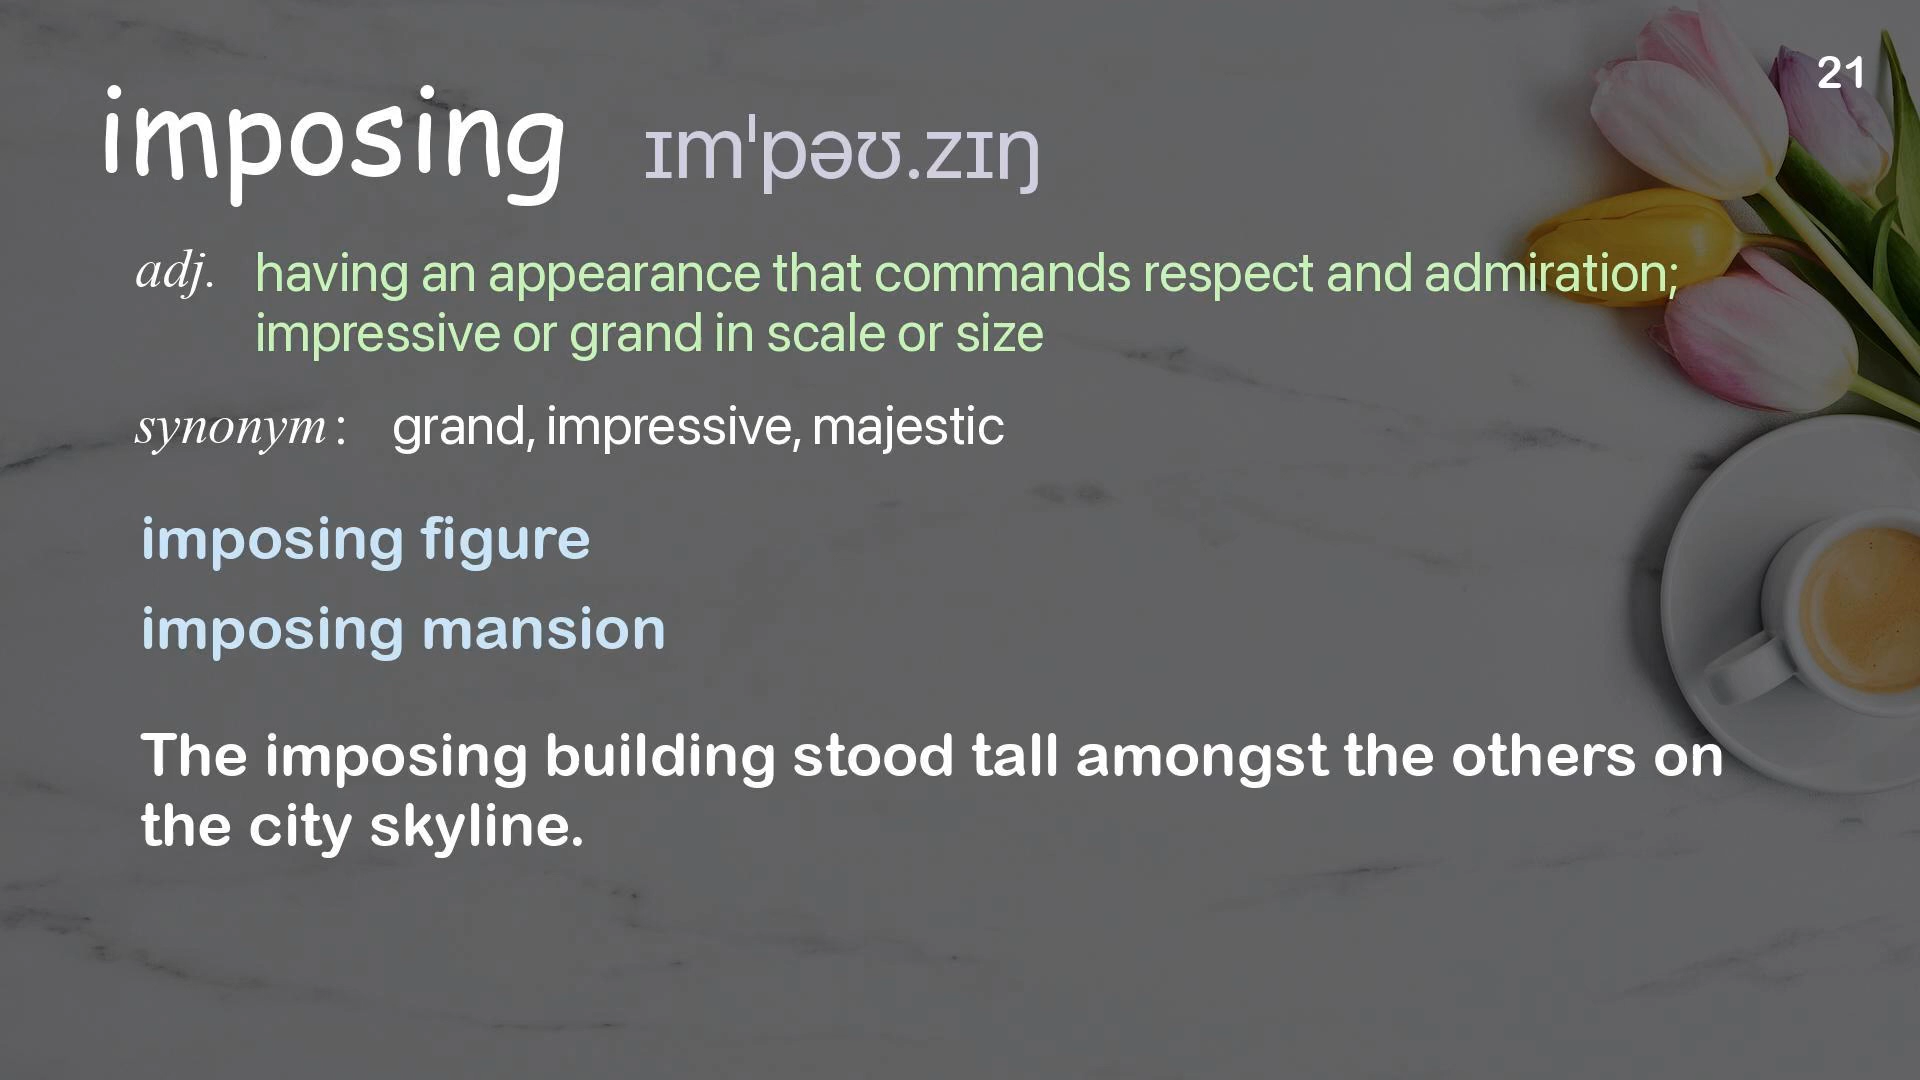 21
imposing ɪmˈpəʊ.zɪŋ
adj. having an appearance that commands respect and admiration;
impressive or grand in scale or size
synonym: grand, impressive, majestic
imposing figure
imposing mansion
The imposing building stood tall amongst the others on
the city skyline.